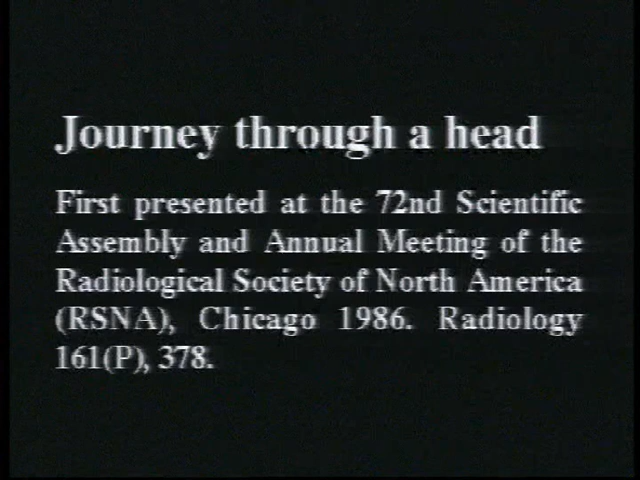 Journey through a head
First presented at the 72nd Scientific
Assembly and Annual Meeting of the
Radiological Society of North America
(RSNA), Chicago 1986. Radiology
161(P), 378.